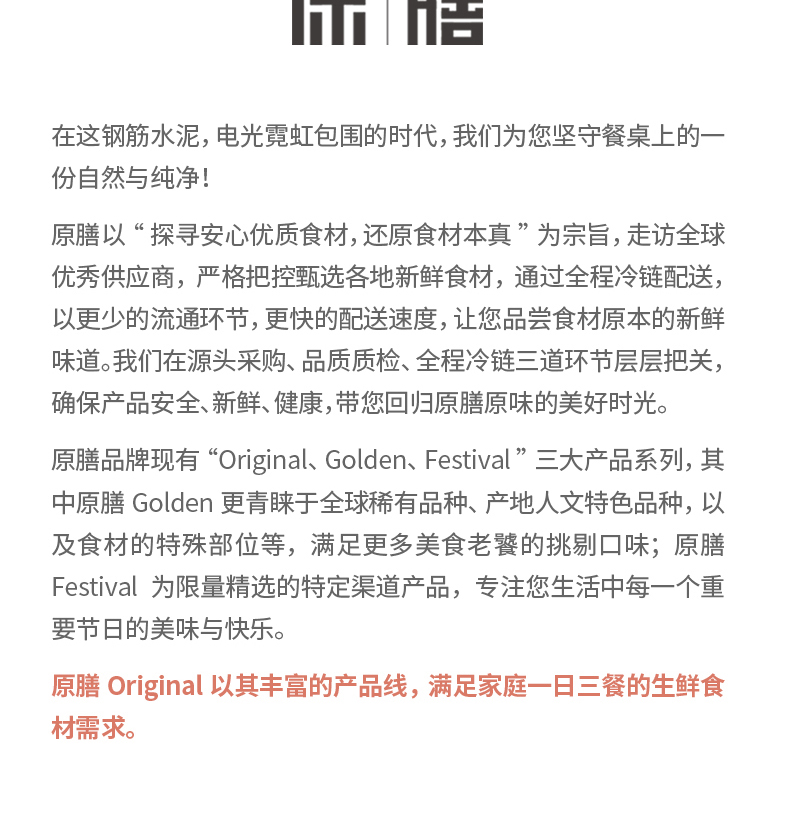 在这钢筋水泥，电光霓虹包围的时代，我们为您坚守餐桌上的一
份自然与纯净！
原膳以“探寻安心优质食材，还原食材本真”为宗旨，走访全球
优秀供应商，严格把控甄选各地新鲜食材，通过全程冷链配送，
以更少的流通环节，更快的配送速度，让您品尝食材原本的新鲜
味道。我们在源头采购、品质质检、全程冷链三道环节层层把关，
确保产品安全、新鲜、健康，带您回归原膳原味的美好时光。
原膳品牌现有“Original、Golden、Festival”三大产品系列，其
中原膳 Golden 更青睐于全球稀有品种、产地人文特色品种，以
及食材的特殊部位等，满足更多美食老饕的挑剔口味；原膳
Festival 为限量精选的特定渠道产品，专注您生活中每一个重
要节日的美味与快乐。
原膳 Original 以其丰富的产品线，满足家庭一日三餐的生鲜食
材需求。